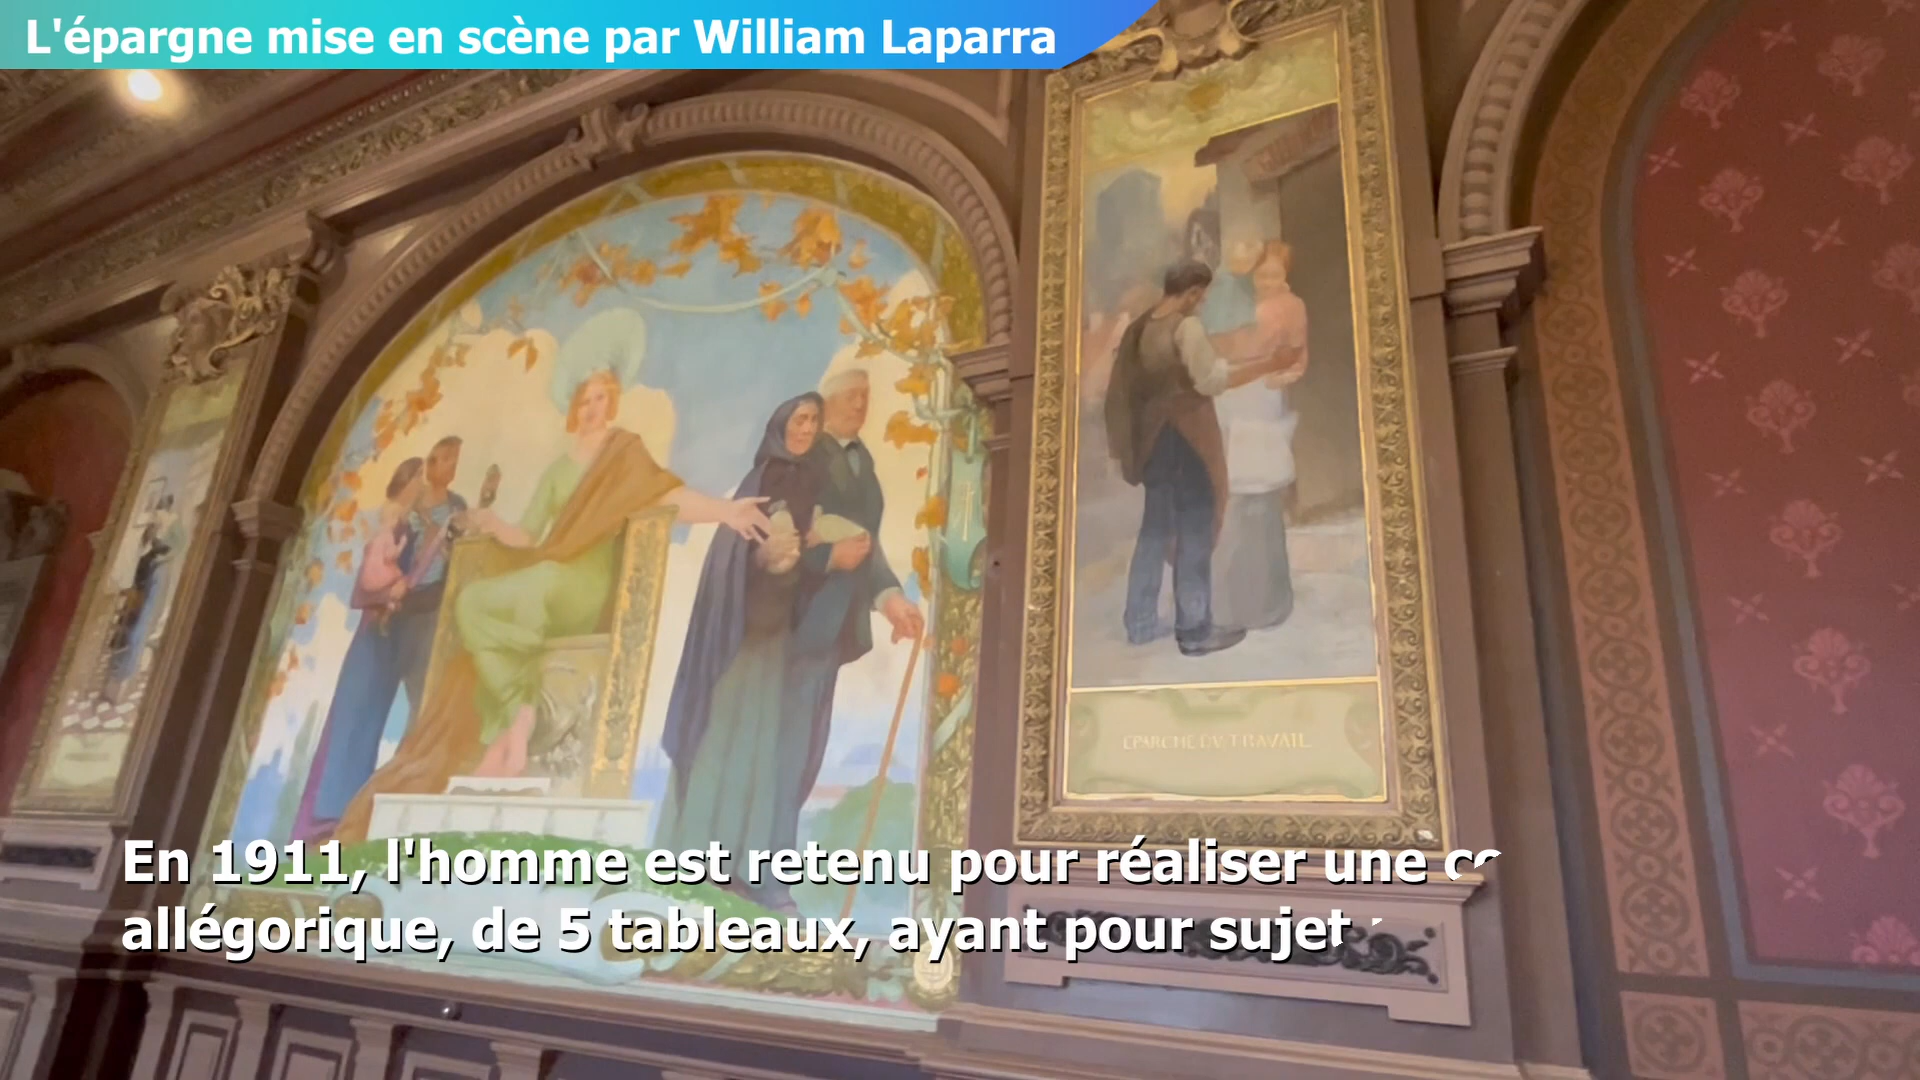 L'épargne mise en scène par William Laparra
EPARGNE DV TRAVAIL
En 1911, l'homme est retenu pour réaliser une
allégorique, de 5 tableaux, ayant pour sujet